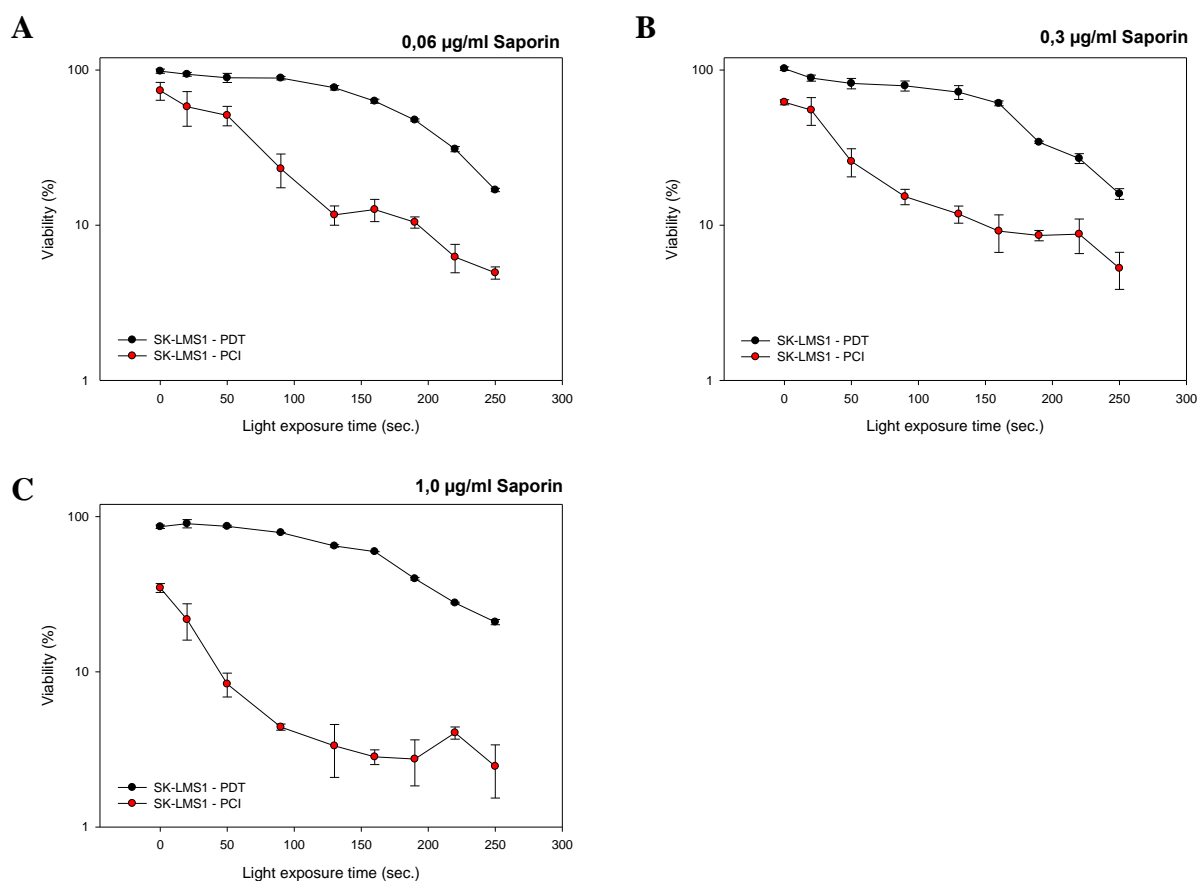 A
0,06 µg/ml Saporin
100
10
1
Viability (%)
SK-LMS1 - PDT
SK-LMS1 - PCI
0 50 100 150 200 250 300
Light exposure time (sec.)
B
0,3 µg/ml Saporin
100
10
1
Viability (%)
SK-LMS1 - PDT
SK-LMS1 - PCI
0 50 100 150 200 250 300
Light exposure time (sec.)
C
1,0 µg/ml Saporin
100
10
1
Viability (%)
SK-LMS1 - PDT
SK-LMS1 - PCI
0 50 100 150 200 250 300
Light exposure time (sec.)